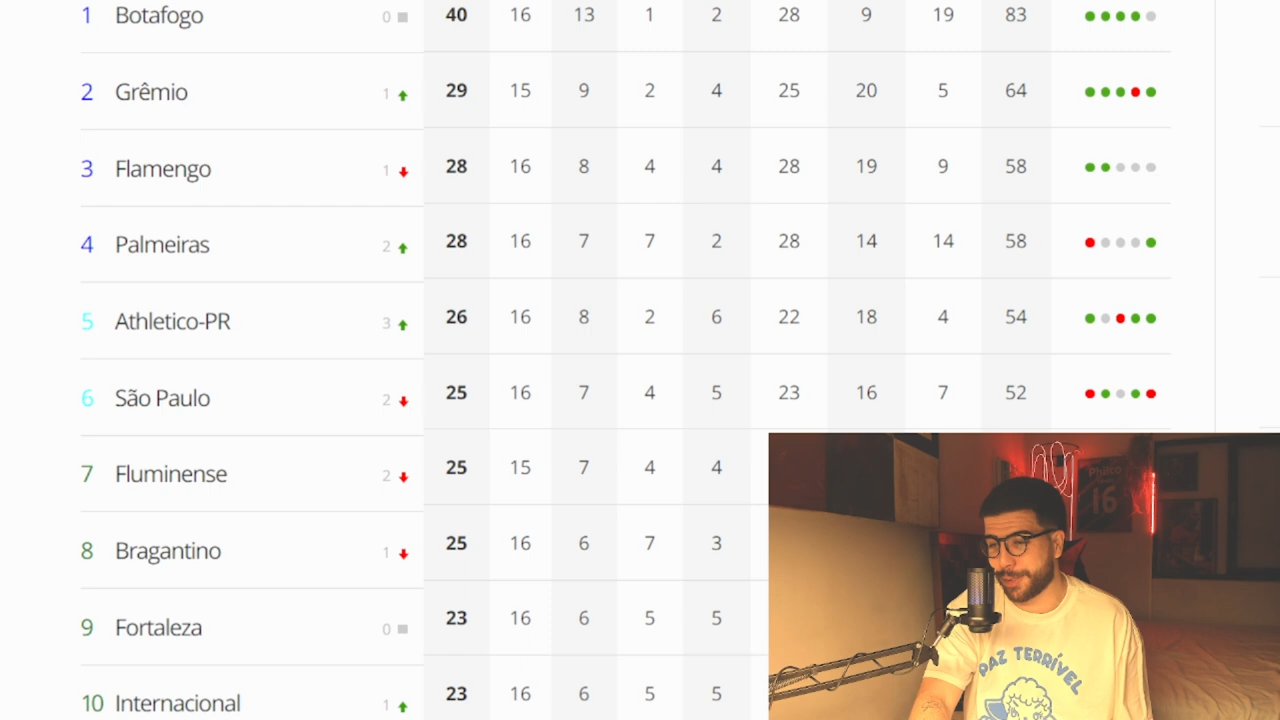 1 Botafogo 0 40 16 13 1 2 28 9 19 83
2 Grêmio 1 29 15 9 2 4 25 20 5 64
3 Flamengo 1 28 16 8 4 4 28 19 9 58
4 Palmeiras 2 28 16 7 7 2 28 14 14 58
5 Athletico-PR 3 26 16 8 2 6 22 18 4 54
6 São Paulo 2 25 16 7 4 5 23 16 7 52
7 Fluminense 2 25 15 7 4 4
8 Bragantino 1 25 16 6 7 3
9 Fortaleza 0 23 16 6 5 5
10 Internacional 1 23 16 6 5 5
Philco
16
PAZ TERRÍVEL